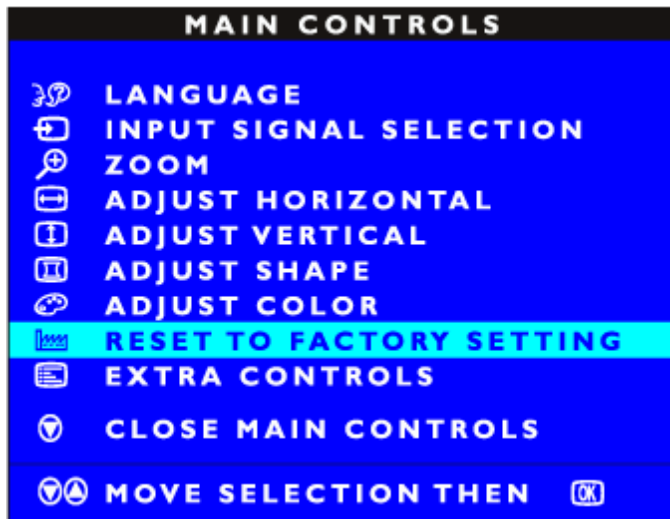 MAIN CONTROLS
LANGUAGE
INPUT SIGNAL SELECTION
ZOOM
ADJUST HORIZONTAL
ADJUST VERTICAL
ADJUST SHAPE
ADJUST COLOR
RESET TO FACTORY SETTING
EXTRA CONTROLS
CLOSE MAIN CONTROLS
MOVE SELECTION THEN OK